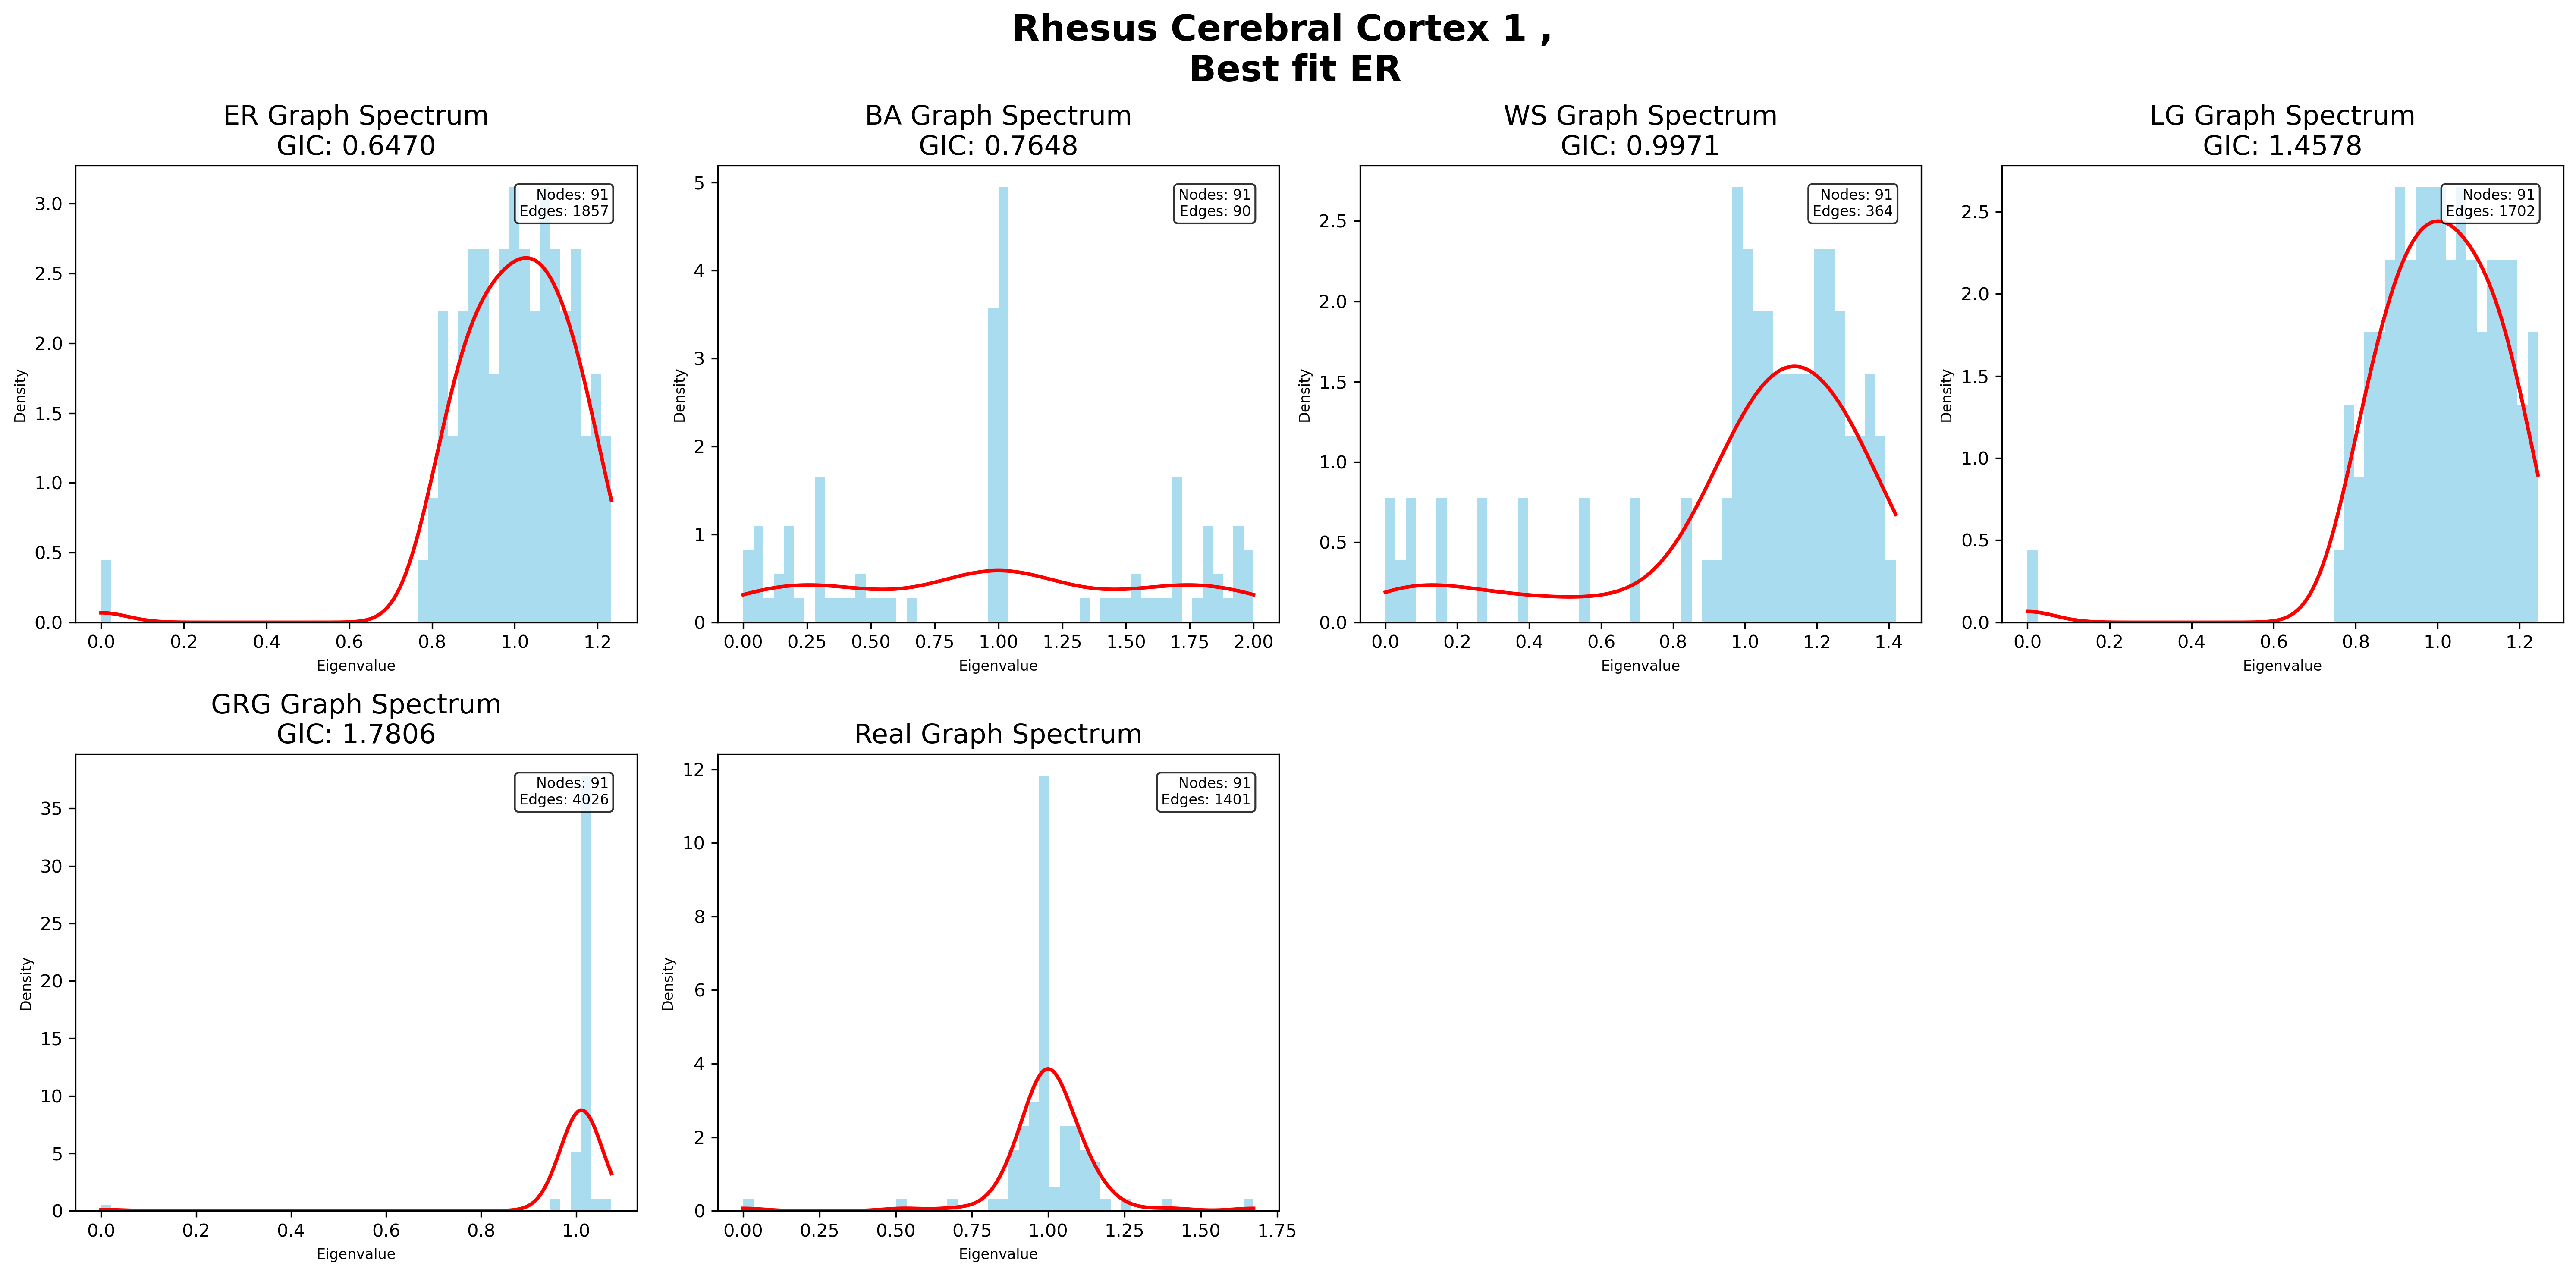 Rhesus Cerebral Cortex 1 ,
Best fit ER
ER Graph Spectrum
GIC: 0.6470
Nodes: 91
Edges: 1857
Density
3.0
2.5
2.0
1.5
1.0
0.5
0.0
0.0 0.2 0.4 0.6 0.8 1.0 1.2
Eigenvalue
BA Graph Spectrum
GIC: 0.7648
Nodes: 91
Edges: 90
Density
5
4
3
2
1
0
0.00 0.25 0.50 0.75 1.00 1.25 1.50 1.75 2.00
Eigenvalue
WS Graph Spectrum
GIC: 0.9971
Nodes: 91
Edges: 364
Density
2.5
2.0
1.5
1.0
0.5
0.0
0.0 0.2 0.4 0.6 0.8 1.0 1.2 1.4
Eigenvalue
LG Graph Spectrum
GIC: 1.4578
Nodes: 91
Edges: 1702
Density
2.5
2.0
1.5
1.0
0.5
0.0
0.0 0.2 0.4 0.6 0.8 1.0 1.2
Eigenvalue
GRG Graph Spectrum
GIC: 1.7806
Nodes: 91
Edges: 4026
Density
35
30
25
20
15
10
5
0
0.0 0.2 0.4 0.6 0.8 1.0
Eigenvalue
Real Graph Spectrum
Nodes: 91
Edges: 1401
Density
12
10
8
6
4
2
0
0.00 0.25 0.50 0.75 1.00 1.25 1.50 1.75
Eigenvalue